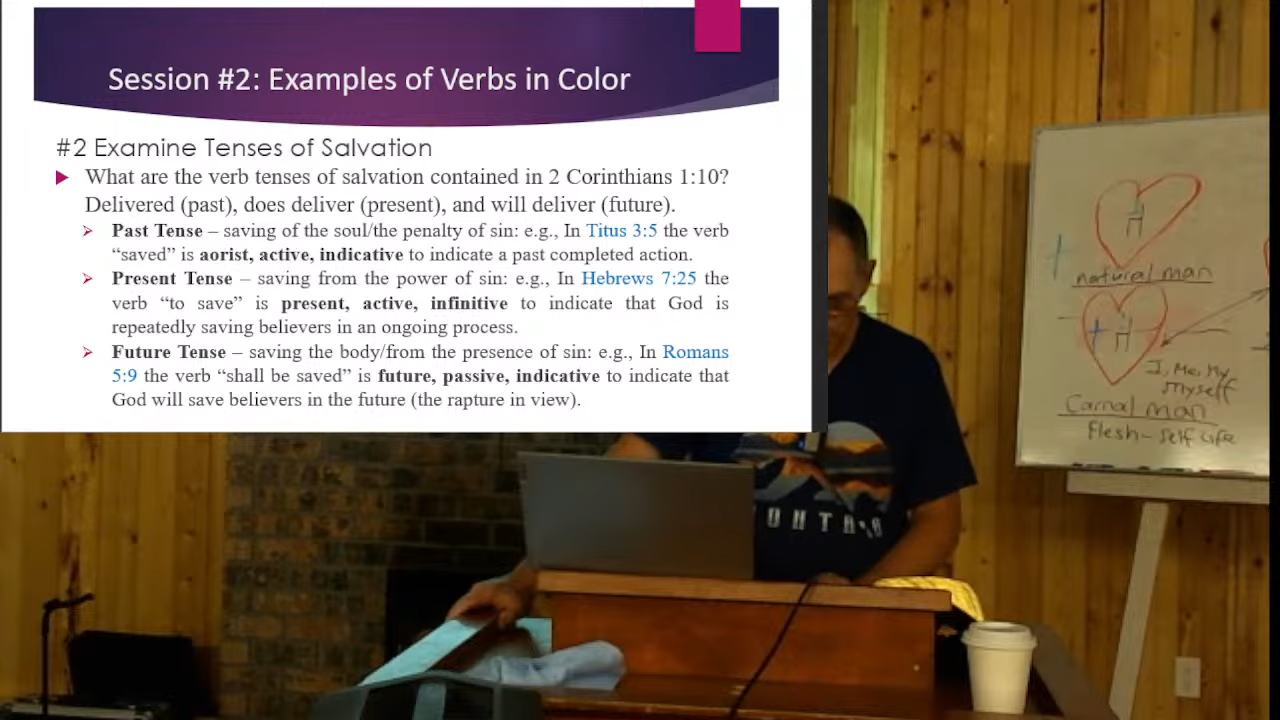 Session #2: Examples of Verbs in Color
#2 Examine Tenses of Salvation
What are the verb tenses of salvation contained in 2 Corinthians 1:10?
Delivered (past), does deliver (present), and will deliver (future).
Past Tense – saving of the soul/the penalty of sin: e.g., In Titus 3:5 the verb
“saved” is aorist, active, indicative to indicate a past completed action.
Present Tense – saving from the power of sin: e.g., In Hebrews 7:25 the
verb “to save” is present, active, infinitive to indicate that God is
repeatedly saving believers in an ongoing process.
Future Tense – saving the body/from the presence of sin: e.g., In Romans
5:9 the verb “shall be saved” is future, passive, indicative to indicate that
God will save believers in the future (the rapture in view).
natural man
I, Me, My,
Myself
Carnal man
Flesh - Self Life